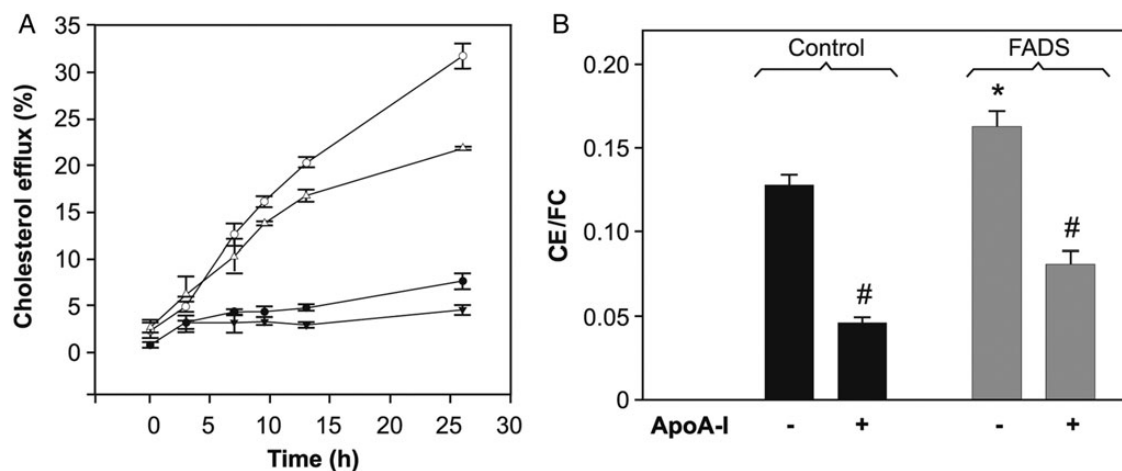 A
Cholesterol efflux (%)
35
30
25
20
15
10
5
0
0 5 10 15 20 25 30
Time (h)
B
Control FADS
CE/FC
0.20
0.15
0.10
0.05
0
* 
#
#
ApoA-I - + - +